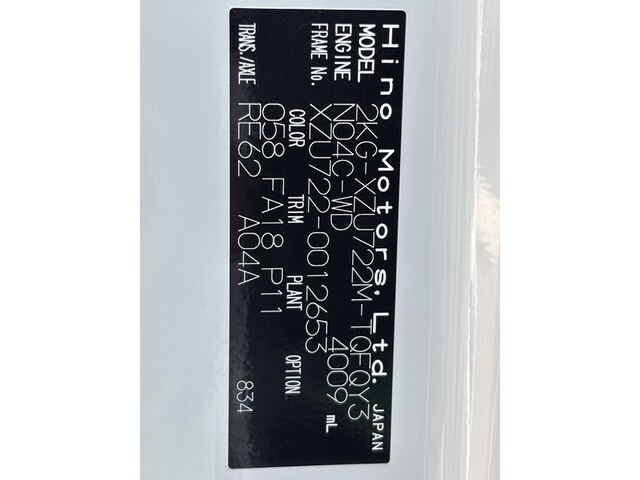 Hino Motors, Ltd. JAPAN
MODEL 2KG-XZU722M-TQFQY3
ENGINE N04C-WD 4009 mL
FRAME No. XZU722-0012653
COLOR TRIM PLANT OPTION
058 FA18 P11
TRANS./AXLE RE62 A04A 834